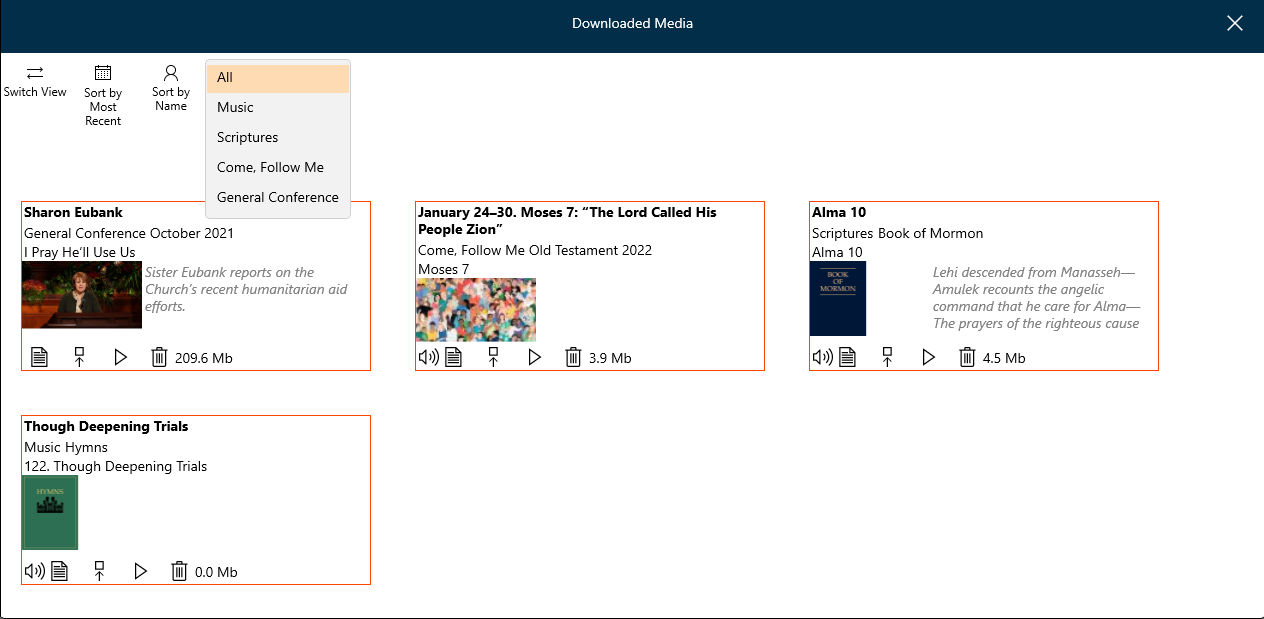 Downloaded Media
Switch View
Sort by
Most
Recent
Sort by
Name
All
Music
Scriptures
Come, Follow Me
General Conference
Sharon Eubank
General Conference October 2021
I Pray He’ll Use Us
Sister Eubank reports on the
Church’s recent humanitarian aid
efforts.
209.6 Mb
January 24–30. Moses 7: “The Lord Called His
People Zion”
Come, Follow Me Old Testament 2022
Moses 7
3.9 Mb
Alma 10
Scriptures Book of Mormon
Alma 10
BOOK
OF
MORMON
Lehi descended from Manasseh—
Amulek recounts the angelic
command that he care for Alma—
The prayers of the righteous cause
4.5 Mb
Though Deepening Trials
Music Hymns
122. Though Deepening Trials
HYMNS
0.0 Mb